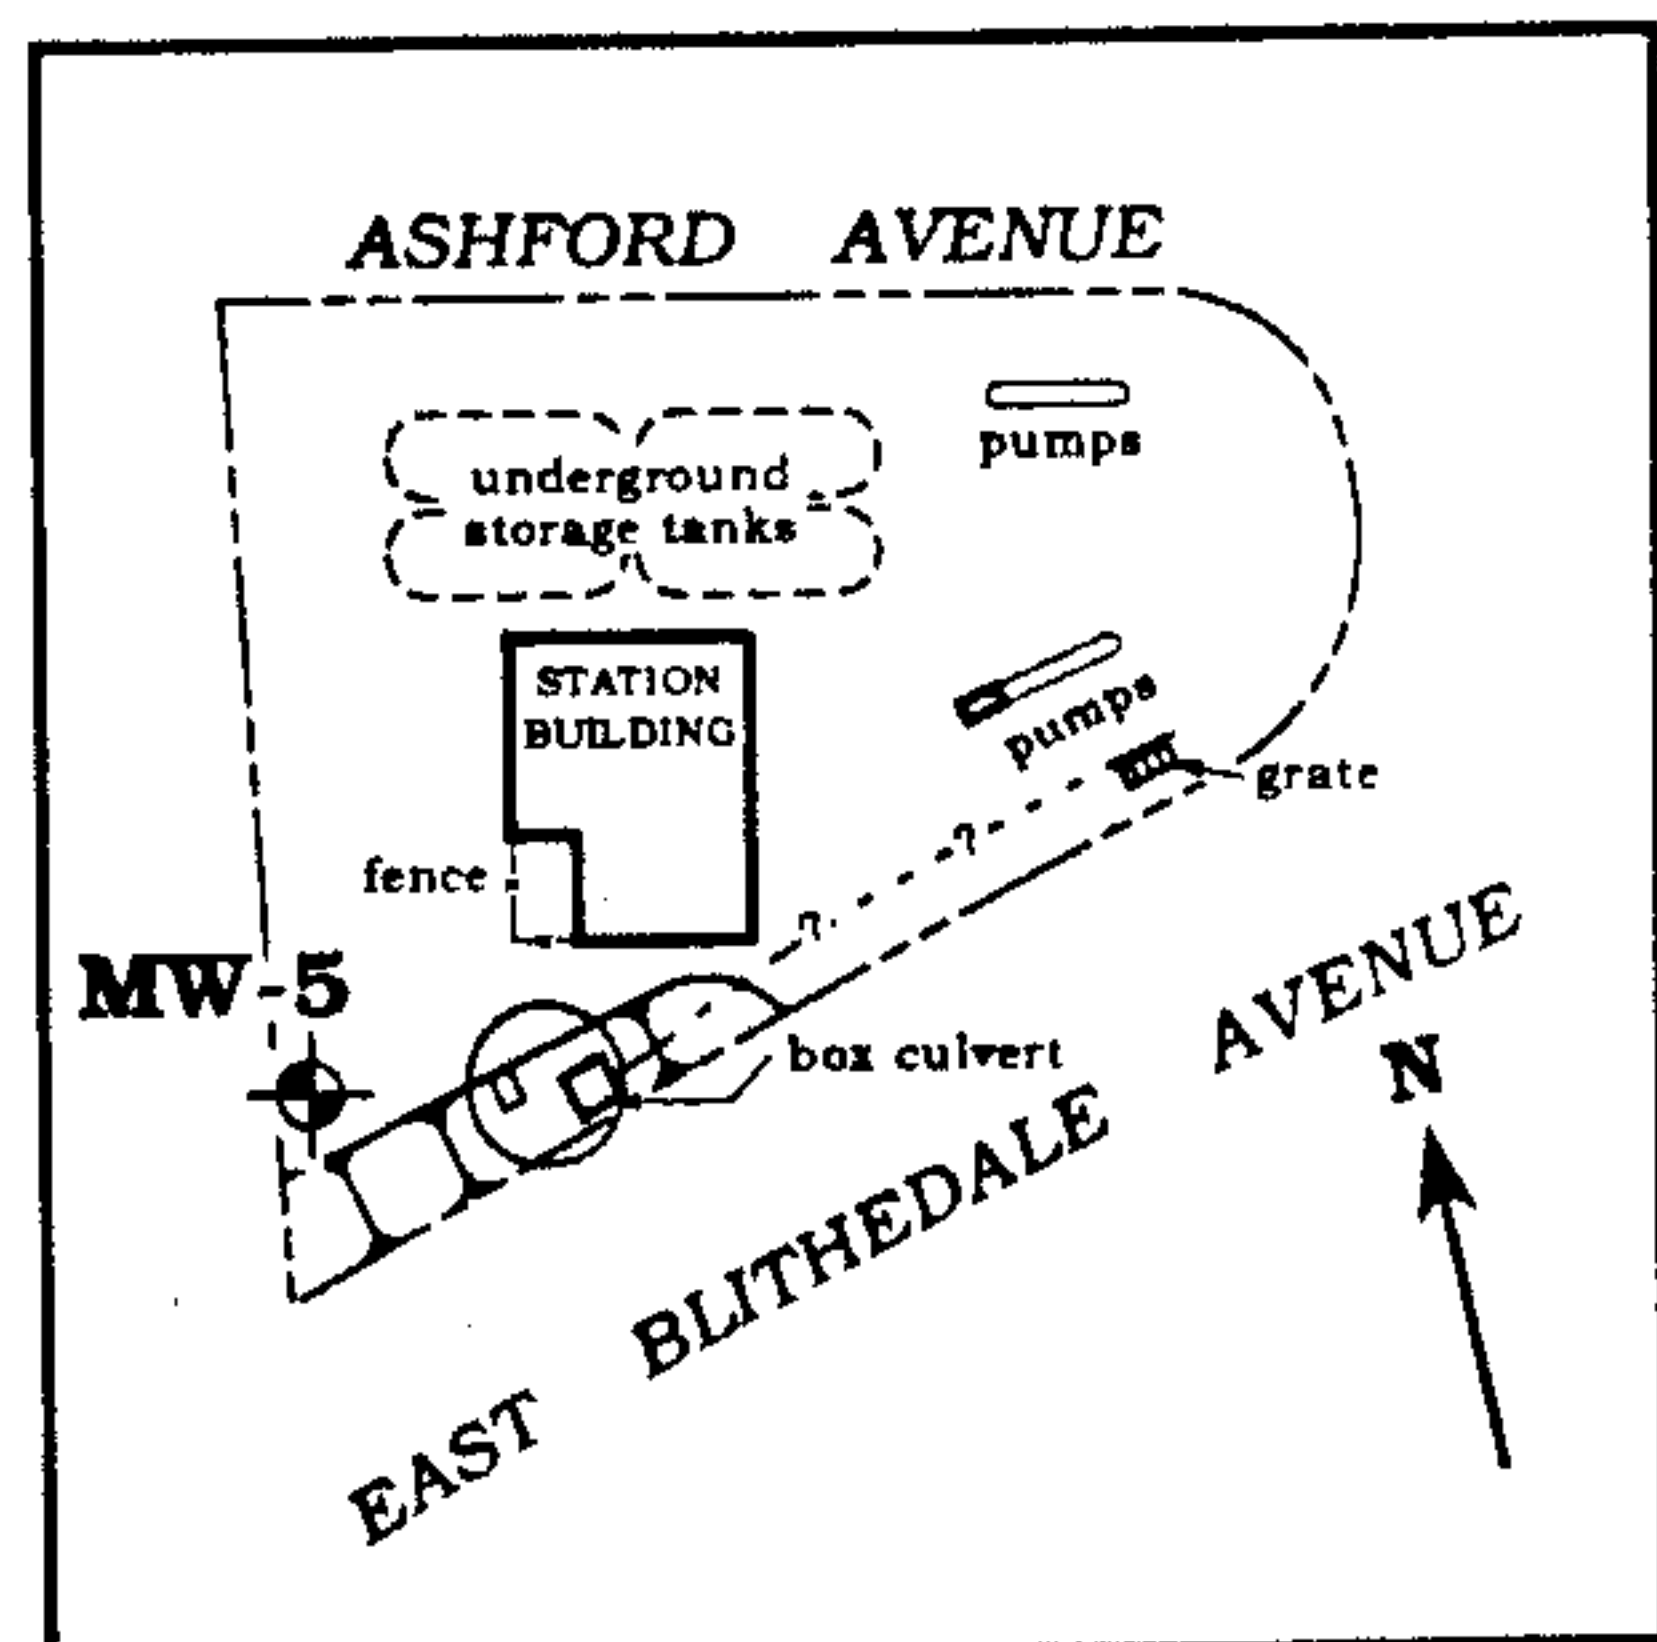 ASHFORD AVENUE
pumps
underground
storage tanks
STATION
BUILDING
pumps
grate
?
?
fence
MW-5
box culvert
EAST BLITHEDALE AVENUE
N